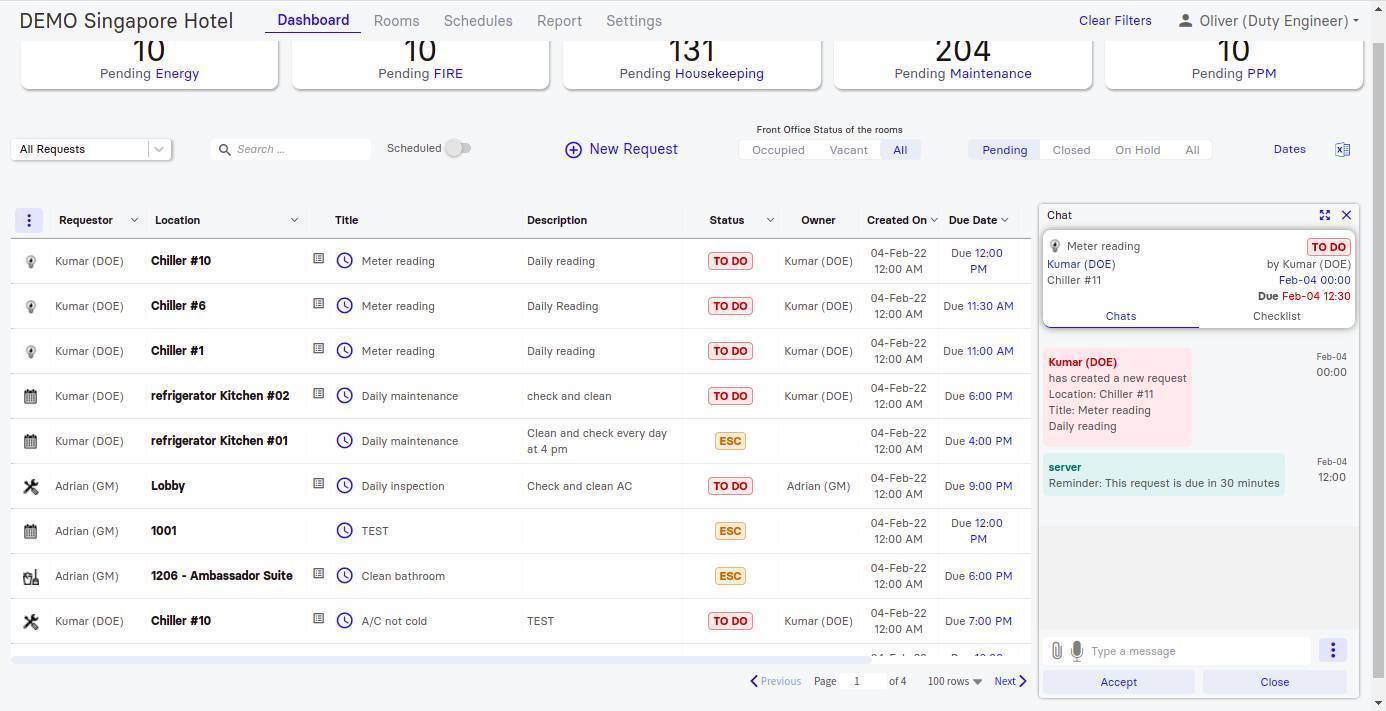 DEMO Singapore Hotel Dashboard Rooms Schedules Report Settings Clear Filters Oliver (Duty Engineer)
10 10 131 204 10
Pending Energy Pending FIRE Pending Housekeeping Pending Maintenance Pending PPM
Front Office Status of the rooms
All Requests Search ... Scheduled New Request Occupied Vacant All Pending Closed On Hold All Dates
Requestor Location Title Description Status Owner Created On Due Date
Kumar (DOE) Chiller #10 Meter reading Daily reading TO DO Kumar (DOE) 04-Feb-22 Due 12:00
12:00 AM PM
Kumar (DOE) Chiller #6 Meter reading Daily Reading TO DO Kumar (DOE) 04-Feb-22 Due 11:30 AM
12:00 AM
Kumar (DOE) Chiller #1 Meter reading Daily reading TO DO Kumar (DOE) 04-Feb-22 Due 11:00 AM
12:00 AM
Kumar (DOE) refrigerator Kitchen #02 Daily maintenance check and clean TO DO Kumar (DOE) 04-Feb-22 Due 6:00 PM
12:00 AM
Kumar (DOE) refrigerator Kitchen #01 Daily maintenance Clean and check every day ESC 04-Feb-22 Due 4:00 PM
at 4 pm 12:00 AM
Adrian (GM) Lobby Daily inspection Check and clean AC TO DO Adrian (GM) 04-Feb-22 Due 9:00 PM
12:00 AM
Adrian (GM) 1001 TEST ESC 04-Feb-22 Due 12:00
12:00 AM PM
Adrian (GM) 1206 - Ambassador Suite Clean bathroom ESC 04-Feb-22 Due 6:00 PM
12:00 AM
Kumar (DOE) Chiller #10 A/C not cold TEST TO DO Kumar (DOE) 04-Feb-22 Due 7:00 PM
12:00 AM
Previous Page 1 of 4 100 rows Next
Chat
Meter reading TO DO
Kumar (DOE) by Kumar (DOE)
Chiller #11 Feb-04 00:00
Due Feb-04 12:30
Chats Checklist
Kumar (DOE) Feb-04
has created a new request 00:00
Location: Chiller #11
Title: Meter reading
Daily reading
server Feb-04
Reminder: This request is due in 30 minutes 12:00
Type a message
Accept Close